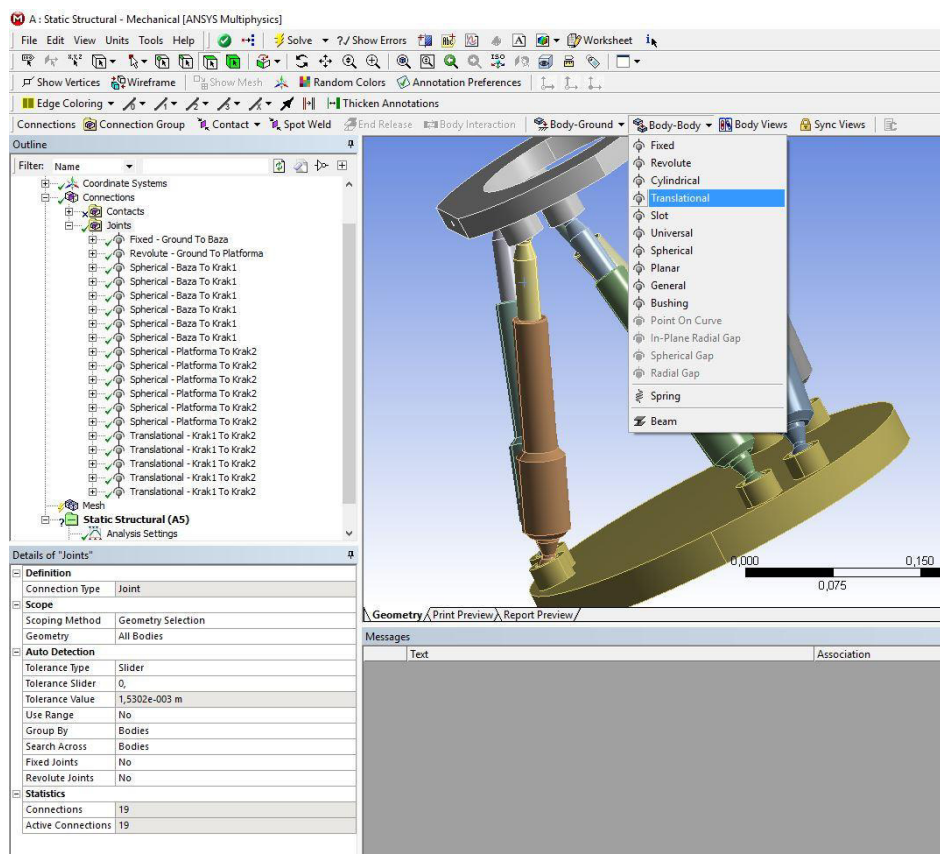 A : Static Structural - Mechanical [ANSYS Multiphysics]
File Edit View Units Tools Help Solve ?/ Show Errors A Worksheet i
ISO
Show Vertices Wireframe Show Mesh Random Colors Annotation Preferences
Edge Coloring Thicken Annotations
Connections Connection Group Contact Spot Weld End Release Body Interaction Body-Ground Body-Body Body Views Sync Views
Outline
Filter: Name
Coordinate Systems
Connections
Contacts
Joints
Fixed - Ground To Baza
Revolute - Ground To Platforma
Spherical - Baza To Krak1
Spherical - Baza To Krak1
Spherical - Baza To Krak1
Spherical - Baza To Krak1
Spherical - Baza To Krak1
Spherical - Platforma To Krak2
Spherical - Platforma To Krak2
Spherical - Platforma To Krak2
Spherical - Platforma To Krak2
Spherical - Platforma To Krak2
Spherical - Platforma To Krak2
Translational - Krak1 To Krak2
Translational - Krak1 To Krak2
Translational - Krak1 To Krak2
Translational - Krak1 To Krak2
Translational - Krak1 To Krak2
Mesh
Static Structural (A5)
Analysis Settings
Fixed
Revolute
Cylindrical
Translational
Slot
Universal
Spherical
Planar
General
Bushing
Point On Curve
In-Plane Radial Gap
Spherical Gap
Radial Gap
Spring
Beam
0,000
0,150
0,075
Details of "Joints"
Definition
Connection Type Joint
Scope
Scoping Method Geometry Selection
Geometry All Bodies
Auto Detection
Tolerance Type Slider
Tolerance Slider 0,
Tolerance Value 1,5302e-003 m
Use Range No
Group By Bodies
Search Across Bodies
Fixed Joints No
Revolute Joints No
Statistics
Connections 19
Active Connections 19
Geometry Print Preview Report Preview
Messages
Text Association